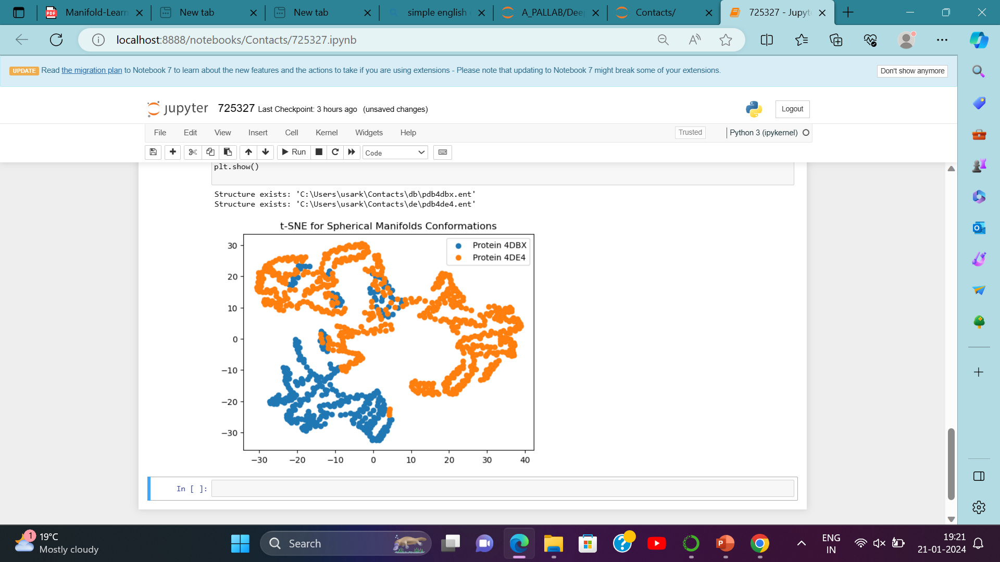 Manifold-Learn
New tab
New tab
simple english
A_PALLAB/Dee
Contacts/
725327 - Jupyt
localhost:8888/notebooks/Contacts/725327.ipynb
UPDATE Read the migration plan to Notebook 7 to learn about the new features and the actions to take if you are using extensions - Please note that updating to Notebook 7 might break some of your extensions.
Don't show anymore
jupyter 725327 Last Checkpoint: 3 hours ago (unsaved changes)
Logout
File Edit View Insert Cell Kernel Widgets Help
Trusted
Python 3 (ipykernel)
Run
Code
plt.show()
Structure exists: 'C:\Users\usark\Contacts\db\pdb4dbx.ent'
Structure exists: 'C:\Users\usark\Contacts\de\pdb4de4.ent'
t-SNE for Spherical Manifolds Conformations
Protein 4DBX
Protein 4DE4
30
20
10
0
−10
−20
−30
−30 −20 −10 0 10 20 30 40
In [ ]:
1
19°C
Mostly cloudy
Search
ENG
IN
19:21
21-01-2024